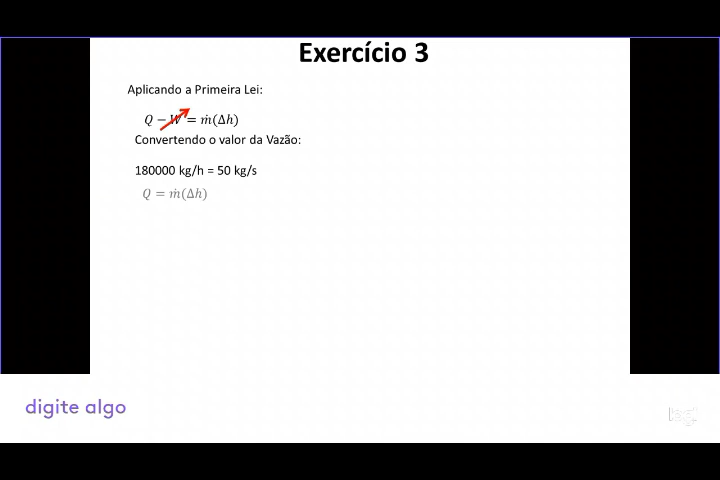 Exercício 3
Aplicando a Primeira Lei:
Q − W = ṁ(Δh)
Convertendo o valor da Vazão:
180000 kg/h = 50 kg/s
Q = ṁ(Δh)
digite algo